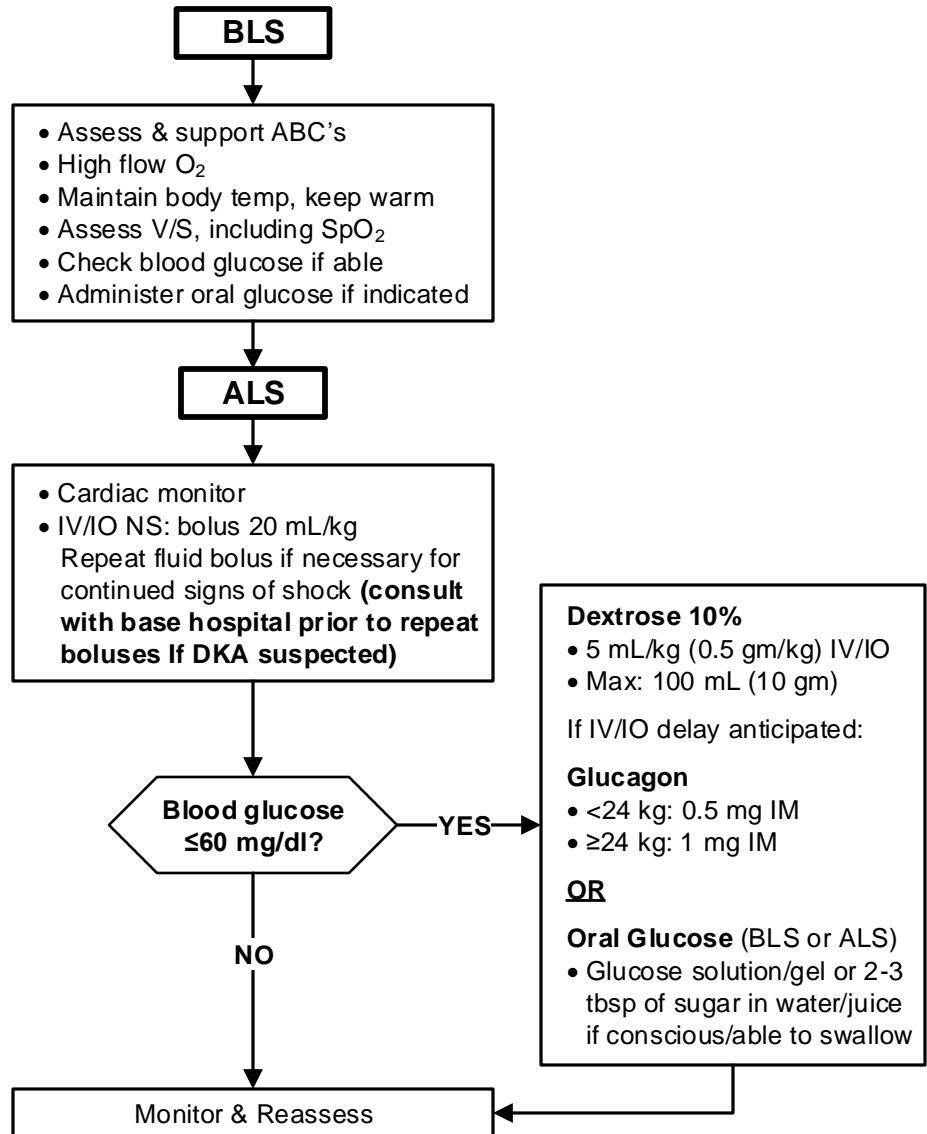 BLS
• Assess & support ABC’s
• High flow O₂
• Maintain body temp, keep warm
• Assess V/S, including SpO₂
• Check blood glucose if able
• Administer oral glucose if indicated
ALS
• Cardiac monitor
• IV/IO NS: bolus 20 mL/kg
Repeat fluid bolus if necessary for
continued signs of shock (consult
with base hospital prior to repeat
boluses If DKA suspected)
Blood glucose
≤60 mg/dl?
YES
NO
Dextrose 10%
• 5 mL/kg (0.5 gm/kg) IV/IO
• Max: 100 mL (10 gm)
If IV/IO delay anticipated:
Glucagon
• <24 kg: 0.5 mg IM
• ≥24 kg: 1 mg IM
OR
Oral Glucose (BLS or ALS)
• Glucose solution/gel or 2-3
tbsp of sugar in water/juice
if conscious/able to swallow
Monitor & Reassess